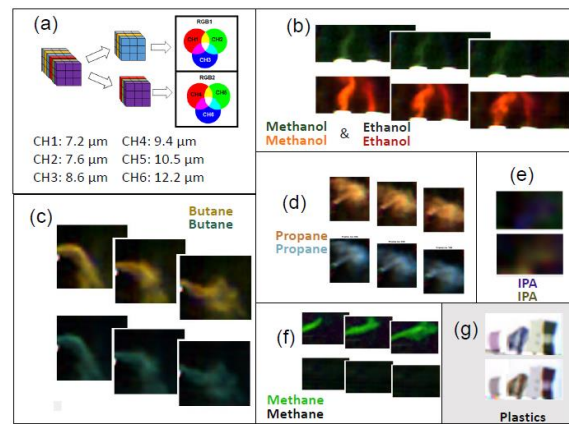 (a)
RGB1
CH1 CH2
CH3
RGB2
CH4 CH5
CH6
CH1: 7.2 μm CH4: 9.4 μm
CH2: 7.6 μm CH5: 10.5 μm
CH3: 8.6 μm CH6: 12.2 μm
(b)
Methanol & Ethanol
Methanol Ethanol
(c)
Butane
Butane
(d)
Propane
Propane
(e)
IPA
IPA
(f)
Methane
Methane
(g)
Plastics